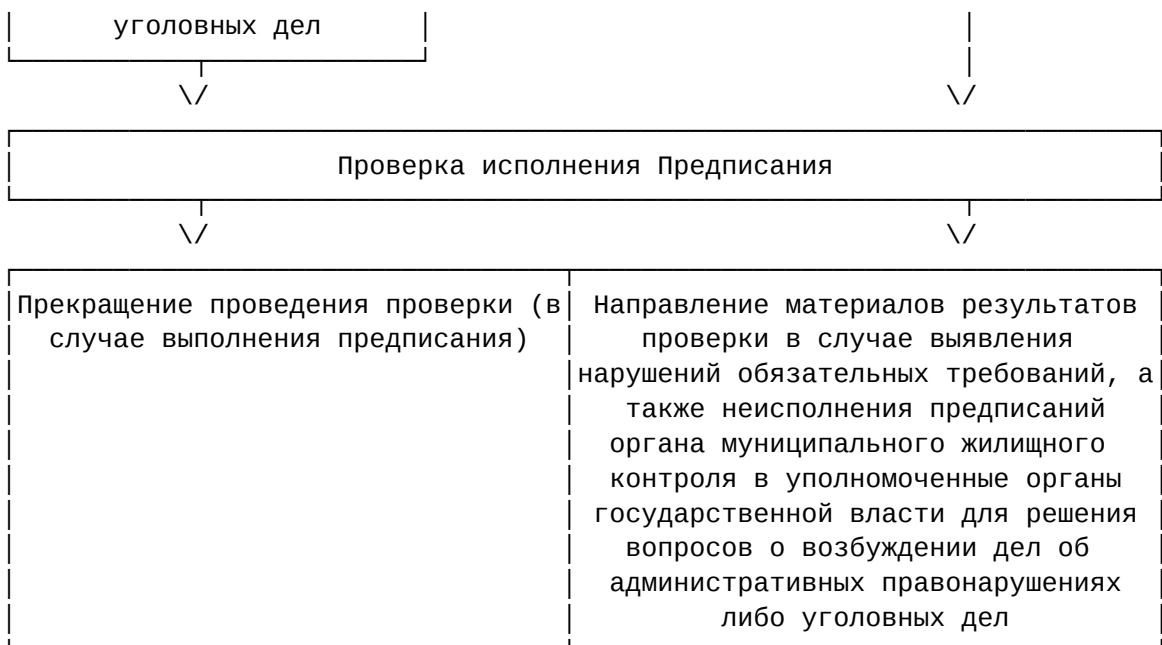 уголовных дел
\/ \/
Проверка исполнения Предписания
\/ \/
Прекращение проведения проверки (в
случае выполнения предписания)
Направление материалов результатов
проверки в случае выявления
нарушений обязательных требований, а
также неисполнения предписаний
органа муниципального жилищного
контроля в уполномоченные органы
государственной власти для решения
вопросов о возбуждении дел об
административных правонарушениях
либо уголовных дел